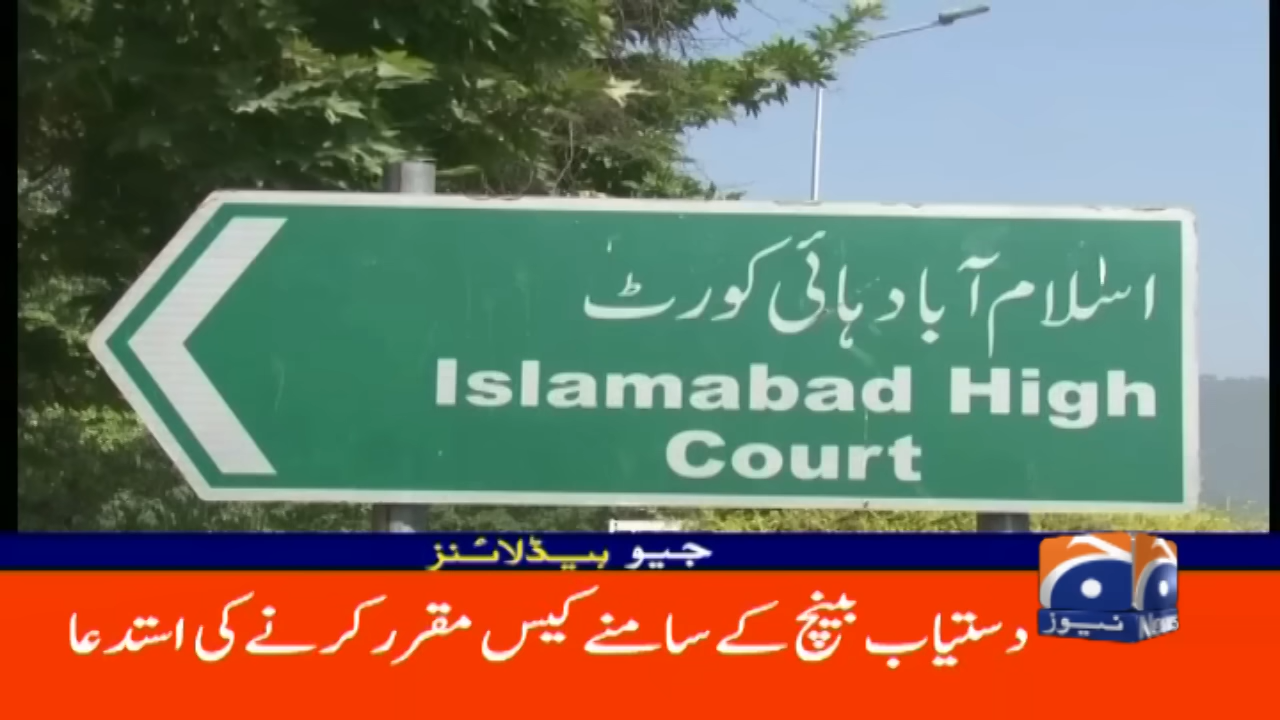 اسلام آباد ہائی کورٹ
Islamabad High
Court
جیو ہیڈلائنز
دستیاب بینچ کے سامنے کیس مقرر کرنے کی استدعا
نیوز News